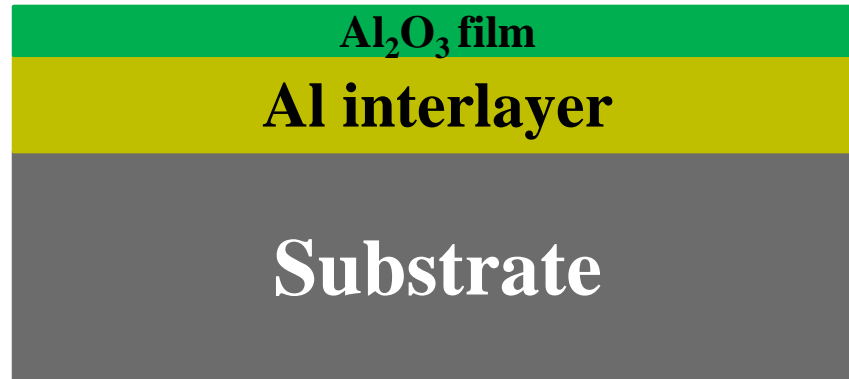 Al₂O₃ film
Al interlayer
Substrate